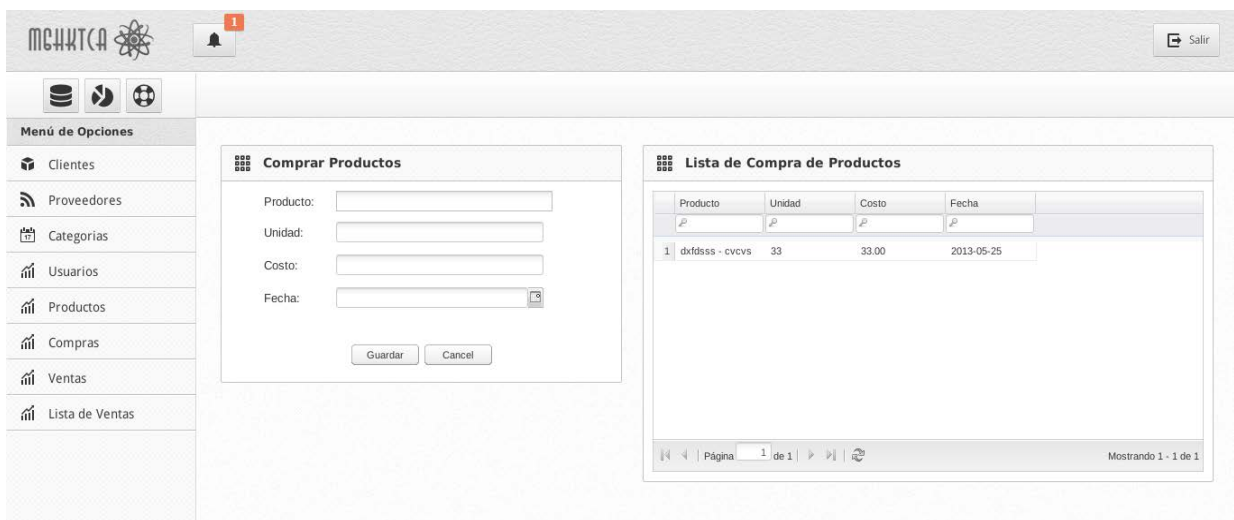 1
Salir
Menú de Opciones
Clientes
Proveedores
Categorias
Usuarios
Productos
Compras
Ventas
Lista de Ventas
Comprar Productos
Producto:
Unidad:
Costo:
Fecha:
Guardar Cancel
Lista de Compra de Productos
Producto Unidad Costo Fecha
1 dxfdsss - cvcvs 33 33.00 2013-05-25
Página 1 de 1 Mostrando 1 - 1 de 1